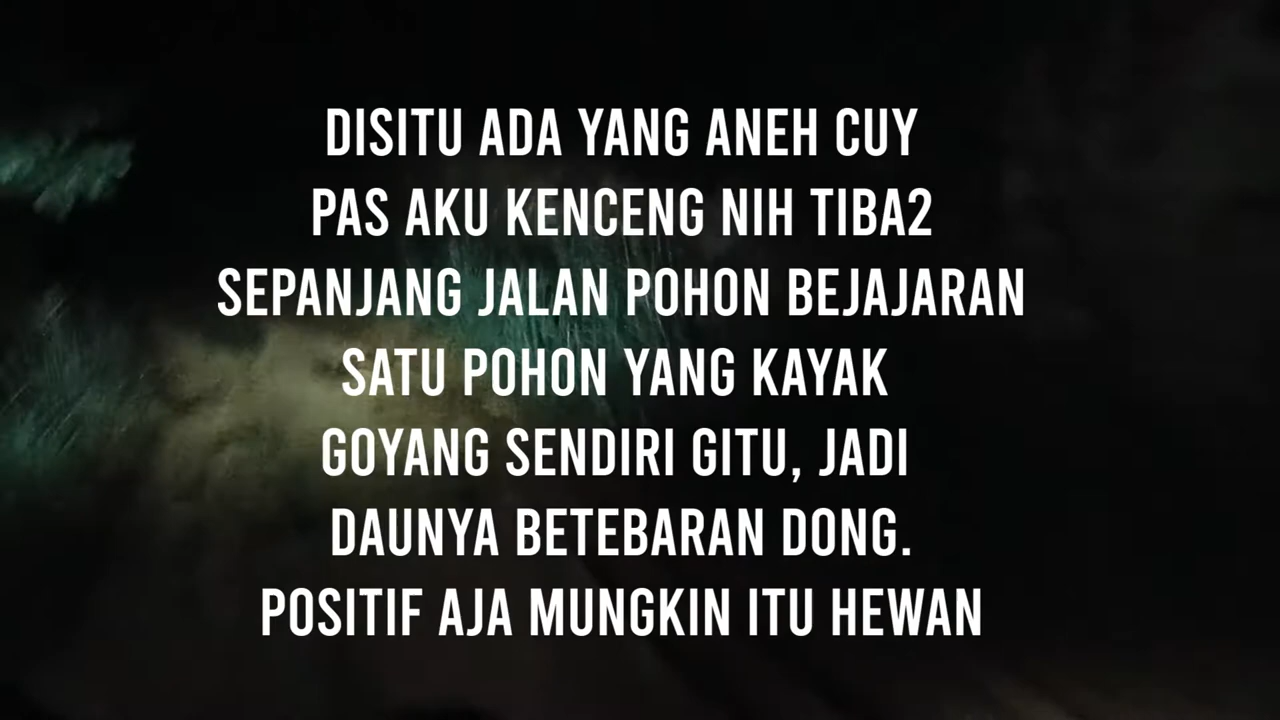 DISITU ADA YANG ANEH CUY
PAS AKU KENCENG NIH TIBA2
SEPANJANG JALAN POHON BEJAJARAN
SATU POHON YANG KAYAK
GOYANG SENDIRI GITU, JADI
DAUNYA BETEBARAN DONG.
POSITIF AJA MUNGKIN ITU HEWAN